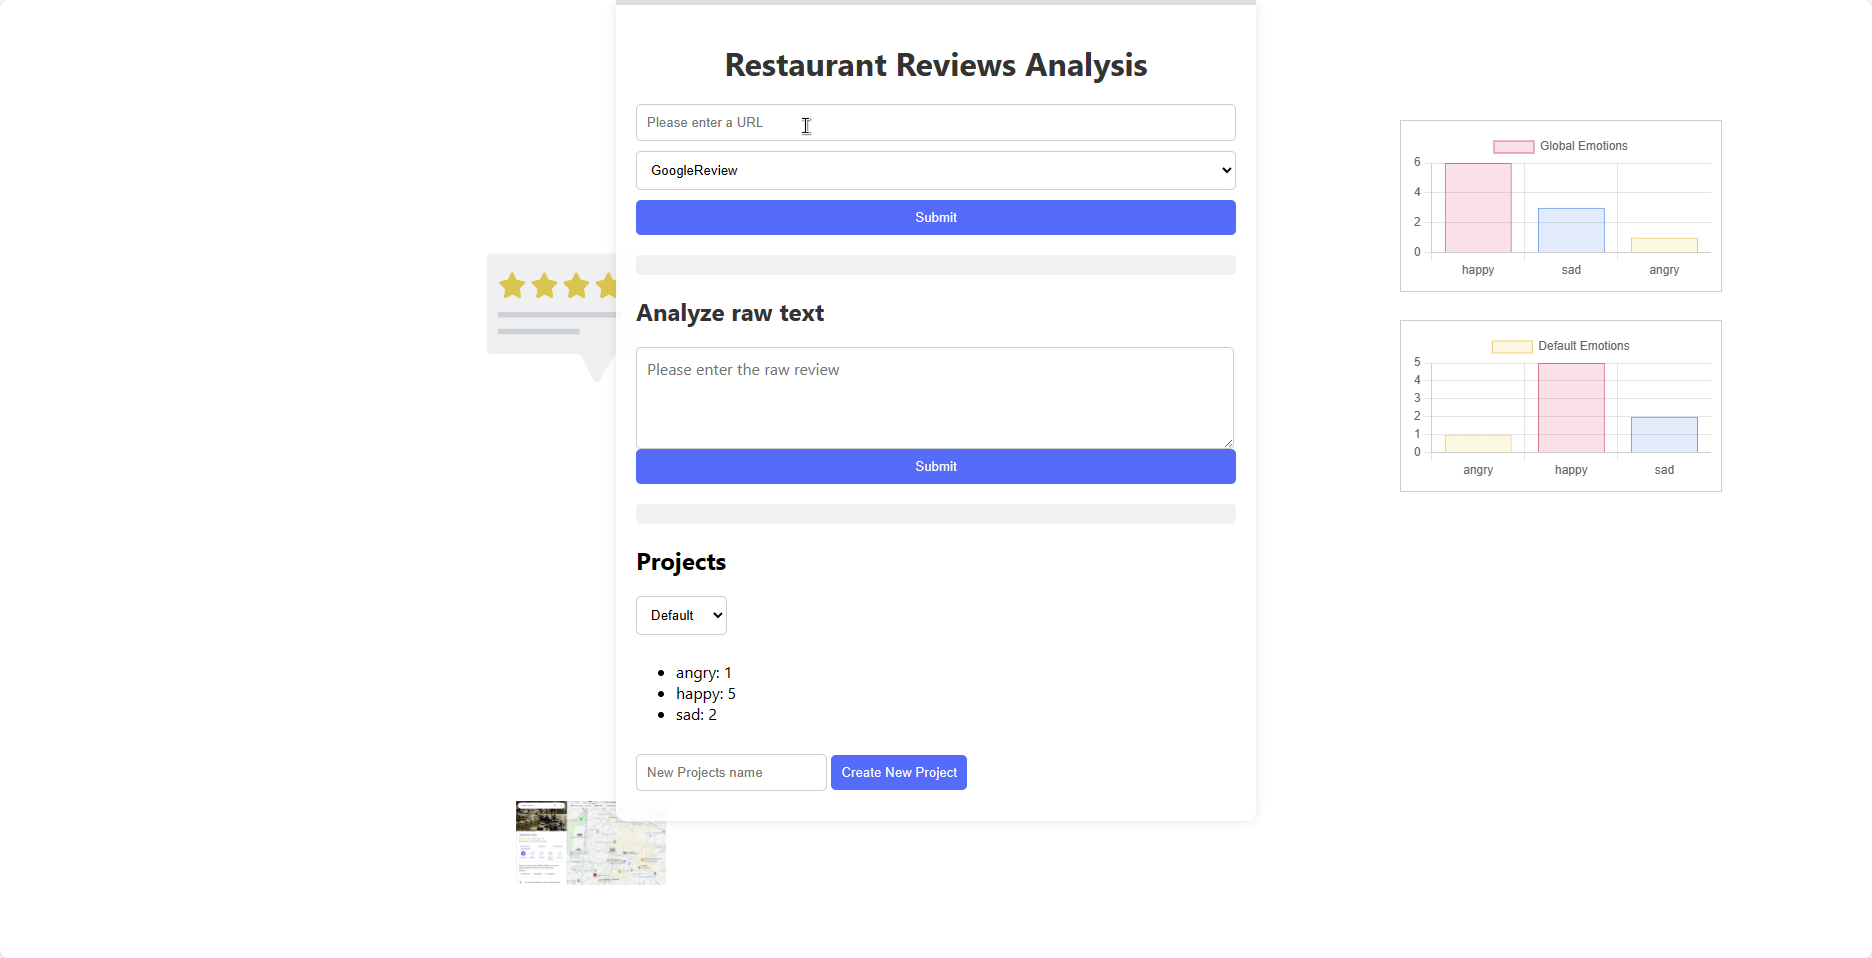 Restaurant Reviews Analysis
Please enter a URL
GoogleReview
Submit
Analyze raw text
Please enter the raw review
Submit
Projects
Default
angry: 1
happy: 5
sad: 2
New Projects name
Create New Project
Global Emotions
6
4
2
0
happy sad angry
Default Emotions
5
4
3
2
1
0
angry happy sad